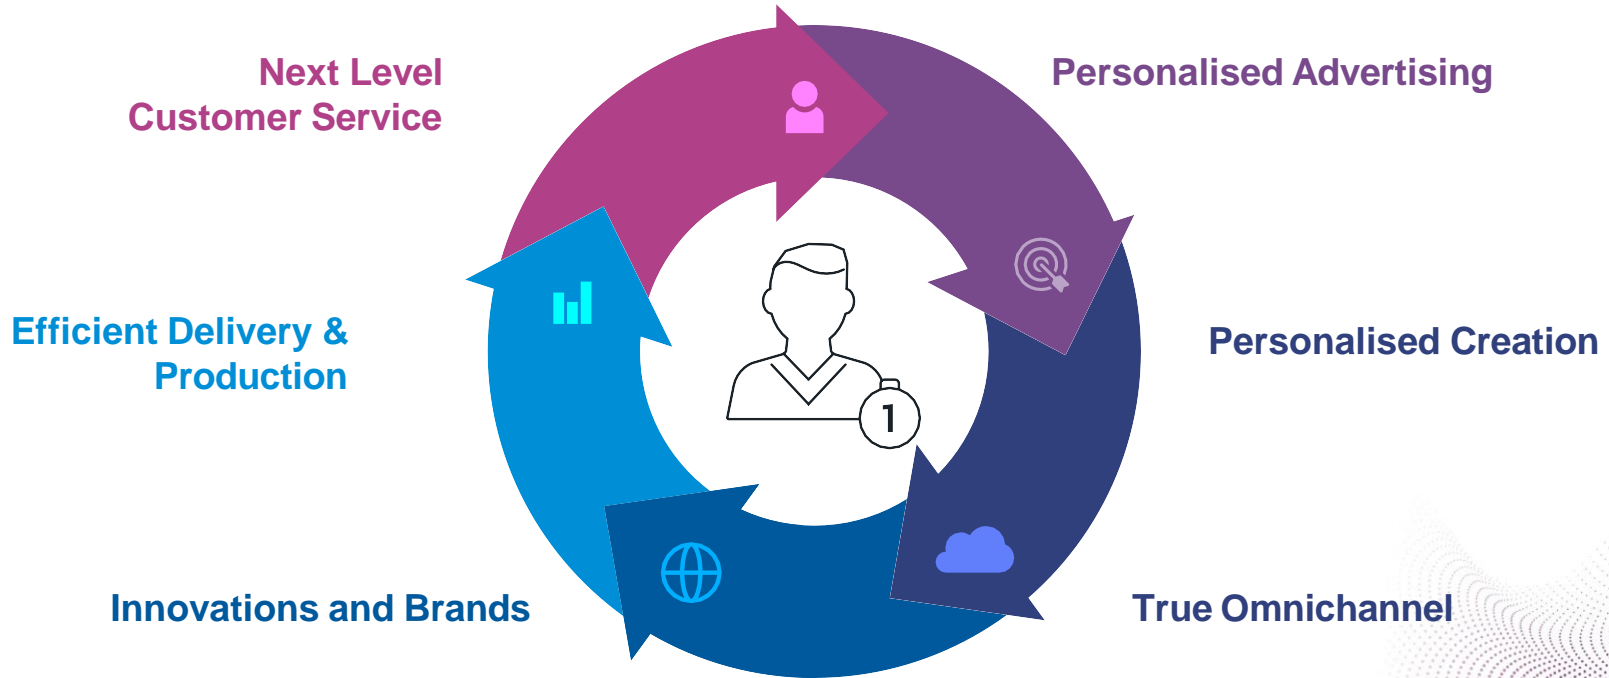 Next Level
Customer Service
Personalised Advertising
Efficient Delivery &
Production
Personalised Creation
1
Innovations and Brands
True Omnichannel